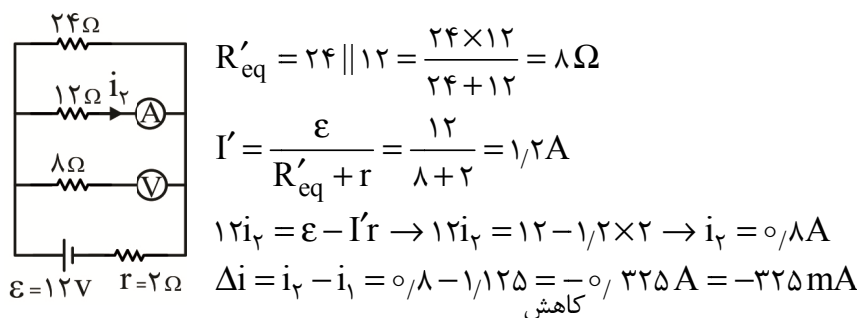 ۲۴Ω
۱۲Ω i۲ A
۸Ω V
ε=۱۲V r=۲Ω
R′eq = ۲۴ || ۱۲ = ۲۴×۱۲ / ۲۴+۱۲ = ۸Ω
I′ = ε / R′eq + r = ۱۲ / ۸+۲ = ۱/۲A
۱۲i۲ = ε − I′r → ۱۲i۲ = ۱۲ − ۱/۲×۲ → i۲ = ۰/۸A
Δi = i۲ − i۱ = ۰/۸ − ۱/۱۲۵ = −۰/۳۲۵A = −۳۲۵mA
کاهش